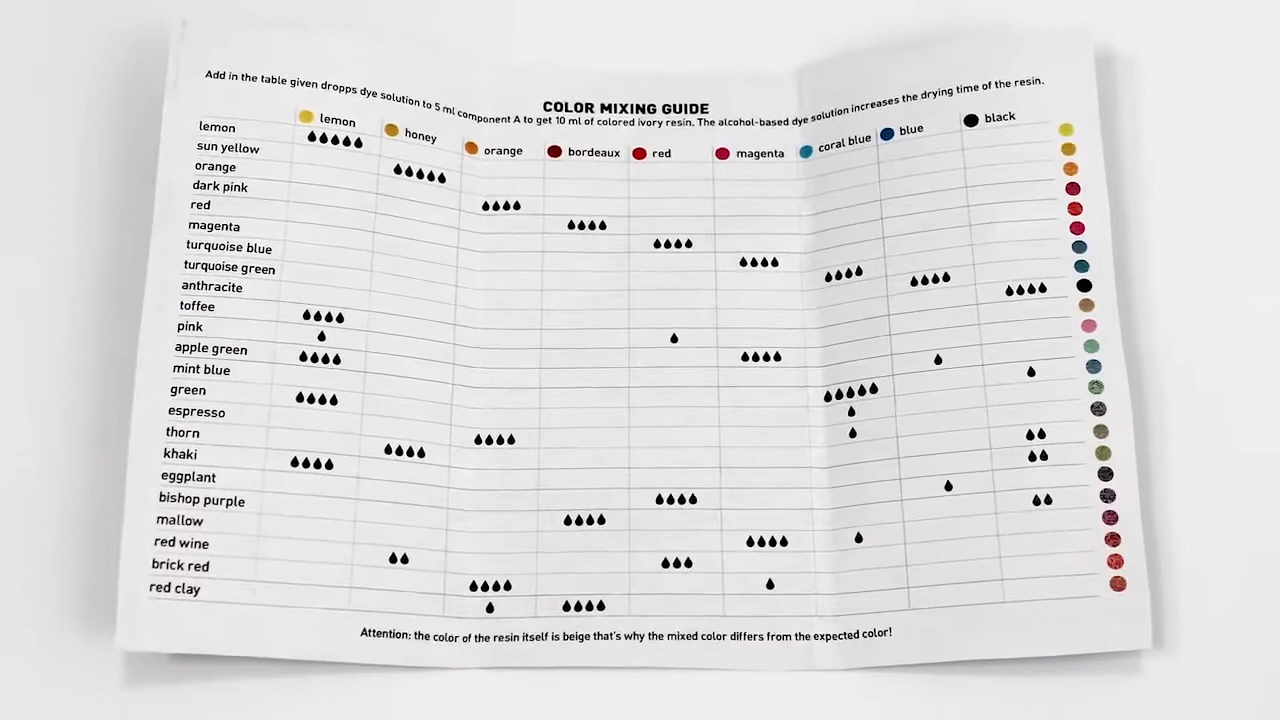 Add in the table given dropps dye solution to 5 ml component A to get 10 ml of colored ivory resin. The alcohol-based dye solution increases the drying time of the resin.
COLOR MIXING GUIDE
lemon honey orange bordeaux red magenta coral blue blue black
lemon
sun yellow
orange
dark pink
red
magenta
turquoise blue
turquoise green
anthracite
toffee
pink
apple green
mint blue
green
espresso
thorn
khaki
eggplant
bishop purple
mallow
red wine
brick red
red clay
Attention: the color of the resin itself is beige that's why the mixed color differs from the expected color!